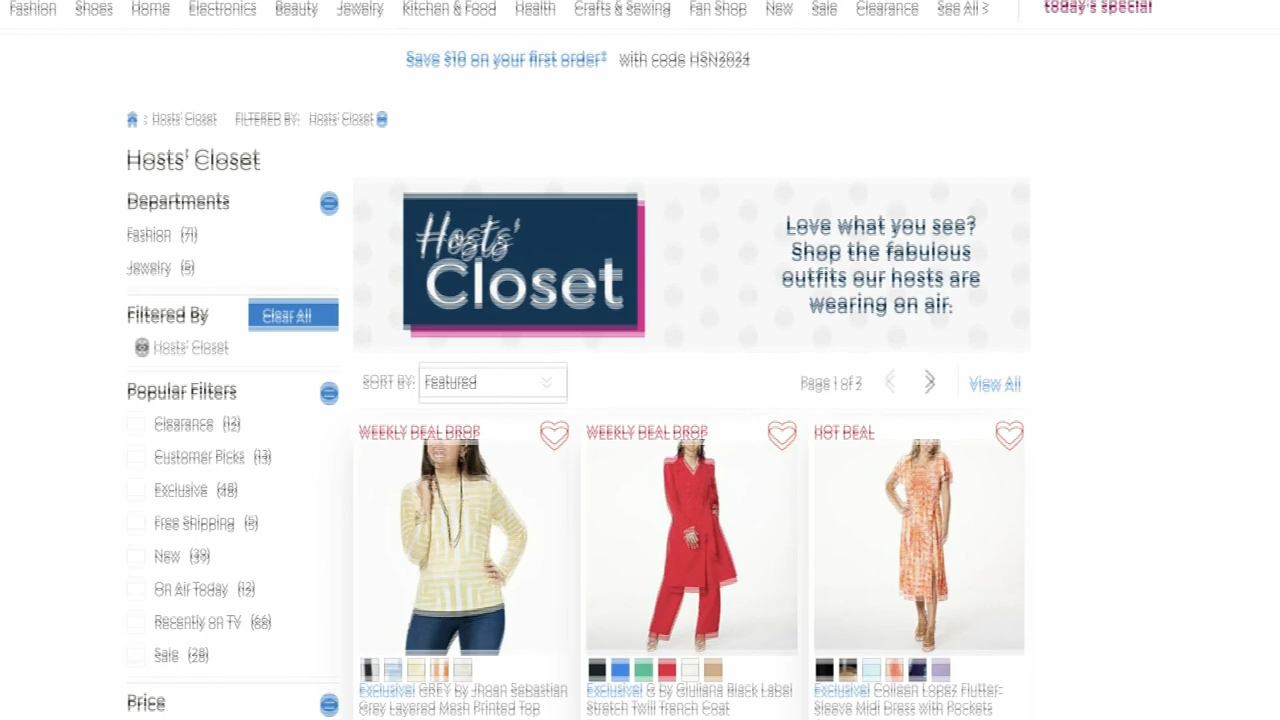 Fashion Shoes Home Electronics Beauty Jewelry Kitchen & Food Health Crafts & Sewing Fan Shop New Sale Clearance See All > today's special
Save $10 on your first order‡ with code HSN2024
> Hosts' Closet FILTERED BY: Hosts' Closet
Hosts' Closet
Departments
Fashion (71)
Jewelry (5)
Filtered By Clear All
Hosts' Closet
Popular Filters
Clearance (12)
Customer Picks (13)
Exclusive (48)
Free Shipping (5)
New (39)
On Air Today (12)
Recently on TV (66)
Sale (28)
Price
Hosts'
Closet
Love what you see?
Shop the fabulous
outfits our hosts are
wearing on air.
SORT BY: Featured Page 1 of 2 View All
WEEKLY DEAL DROP
Exclusive! GREY by Jhoan Sebastian
Grey Layered Mesh Printed Top
WEEKLY DEAL DROP
Exclusive! G by Giuliana Black Label
Stretch Twill Trench Coat
HOT DEAL
Exclusive! Colleen Lopez Flutter-
Sleeve Midi Dress with Pockets